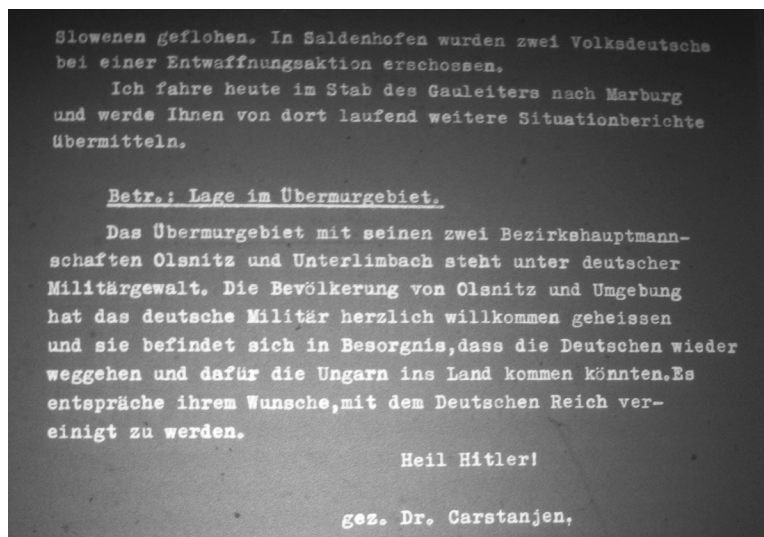 Slowenen geflohen. In Saldenhofen wurden zwei Volksdeutsche
bei einer Entwaffnungsaktion erschossen.
Ich fahre heute im Stab des Gauleiters nach Marburg
und werde Ihnen von dort laufend weitere Situationberichte
übermitteln.
Betr.: Lage im Übermurgebiet.
Das Übermurgebiet mit seinen zwei Bezirkshauptmann-
schaften Olsnitz und Unterlimbach steht unter deutscher
Militärgewalt. Die Bevölkerung von Olsnitz und Umgebung
hat das deutsche Militär herzlich willkommen geheissen
und sie befindet sich in Besorgnis,dass die Deutschen wieder
weggehen und dafür die Ungarn ins Land kommen könnten.Es
entspräche ihrem Wunsche,mit dem Deutschen Reich ver-
einigt zu werden.
Heil Hitler!
gez. Dr. Carstanjen.